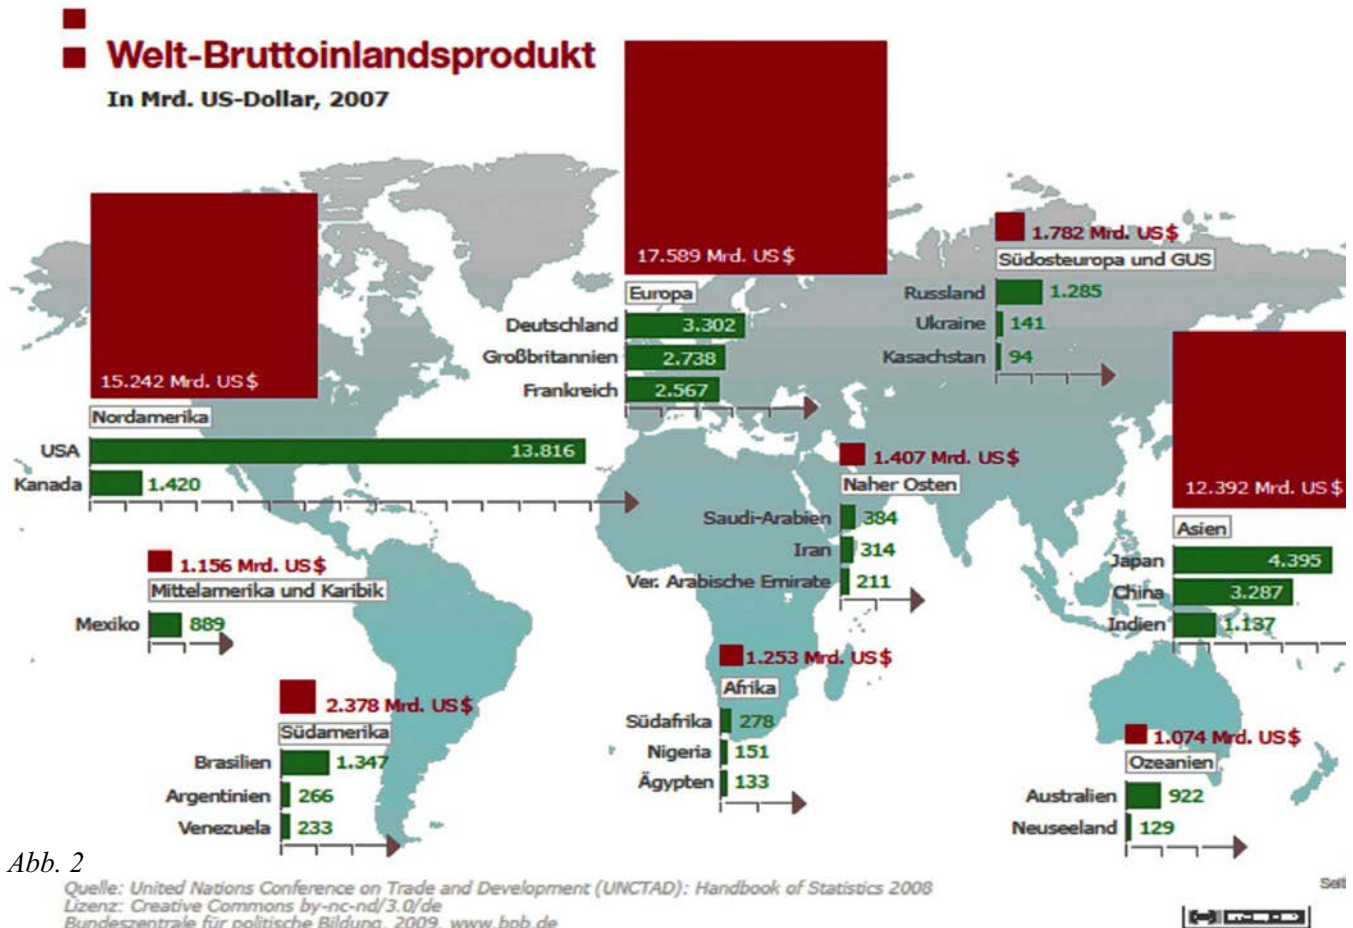 Welt-Bruttoinlandsprodukt
In Mrd. US-Dollar, 2007
15.242 Mrd. US $
Nordamerika
USA 13.816
Kanada 1.420
17.589 Mrd. US $
Europa
Deutschland 3.302
Großbritannien 2.738
Frankreich 2.567
1.782 Mrd. US $
Südosteuropa und GUS
Russland 1.285
Ukraine 141
Kasachstan 94
1.407 Mrd. US $
Naher Osten
Saudi-Arabien 384
Iran 314
Ver. Arabische Emirate 211
12.392 Mrd. US $
Asien
Japan 4.395
China 3.287
Indien 1.137
1.156 Mrd. US $
Mittelamerika und Karibik
Mexiko 889
2.378 Mrd. US $
Südamerika
Brasilien 1.347
Argentinien 266
Venezuela 233
1.253 Mrd. US $
Afrika
Südafrika 278
Nigeria 151
Ägypten 133
1.074 Mrd. US $
Ozeanien
Australien 922
Neuseeland 129
Abb. 2
Quelle: United Nations Conference on Trade and Development (UNCTAD): Handbook of Statistics 2008
Lizenz: Creative Commons by-nc-nd/3.0/de
Bundeszentrale für politische Bildung, 2009, www.bpb.de